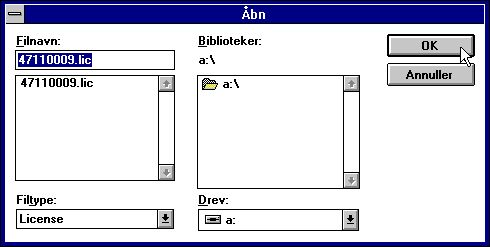 Åbn
Filnavn:
47110009.lic
47110009.lic
Biblioteker:
a:\
a:\
OK
Annuller
Filtype:
License
Drev:
a: